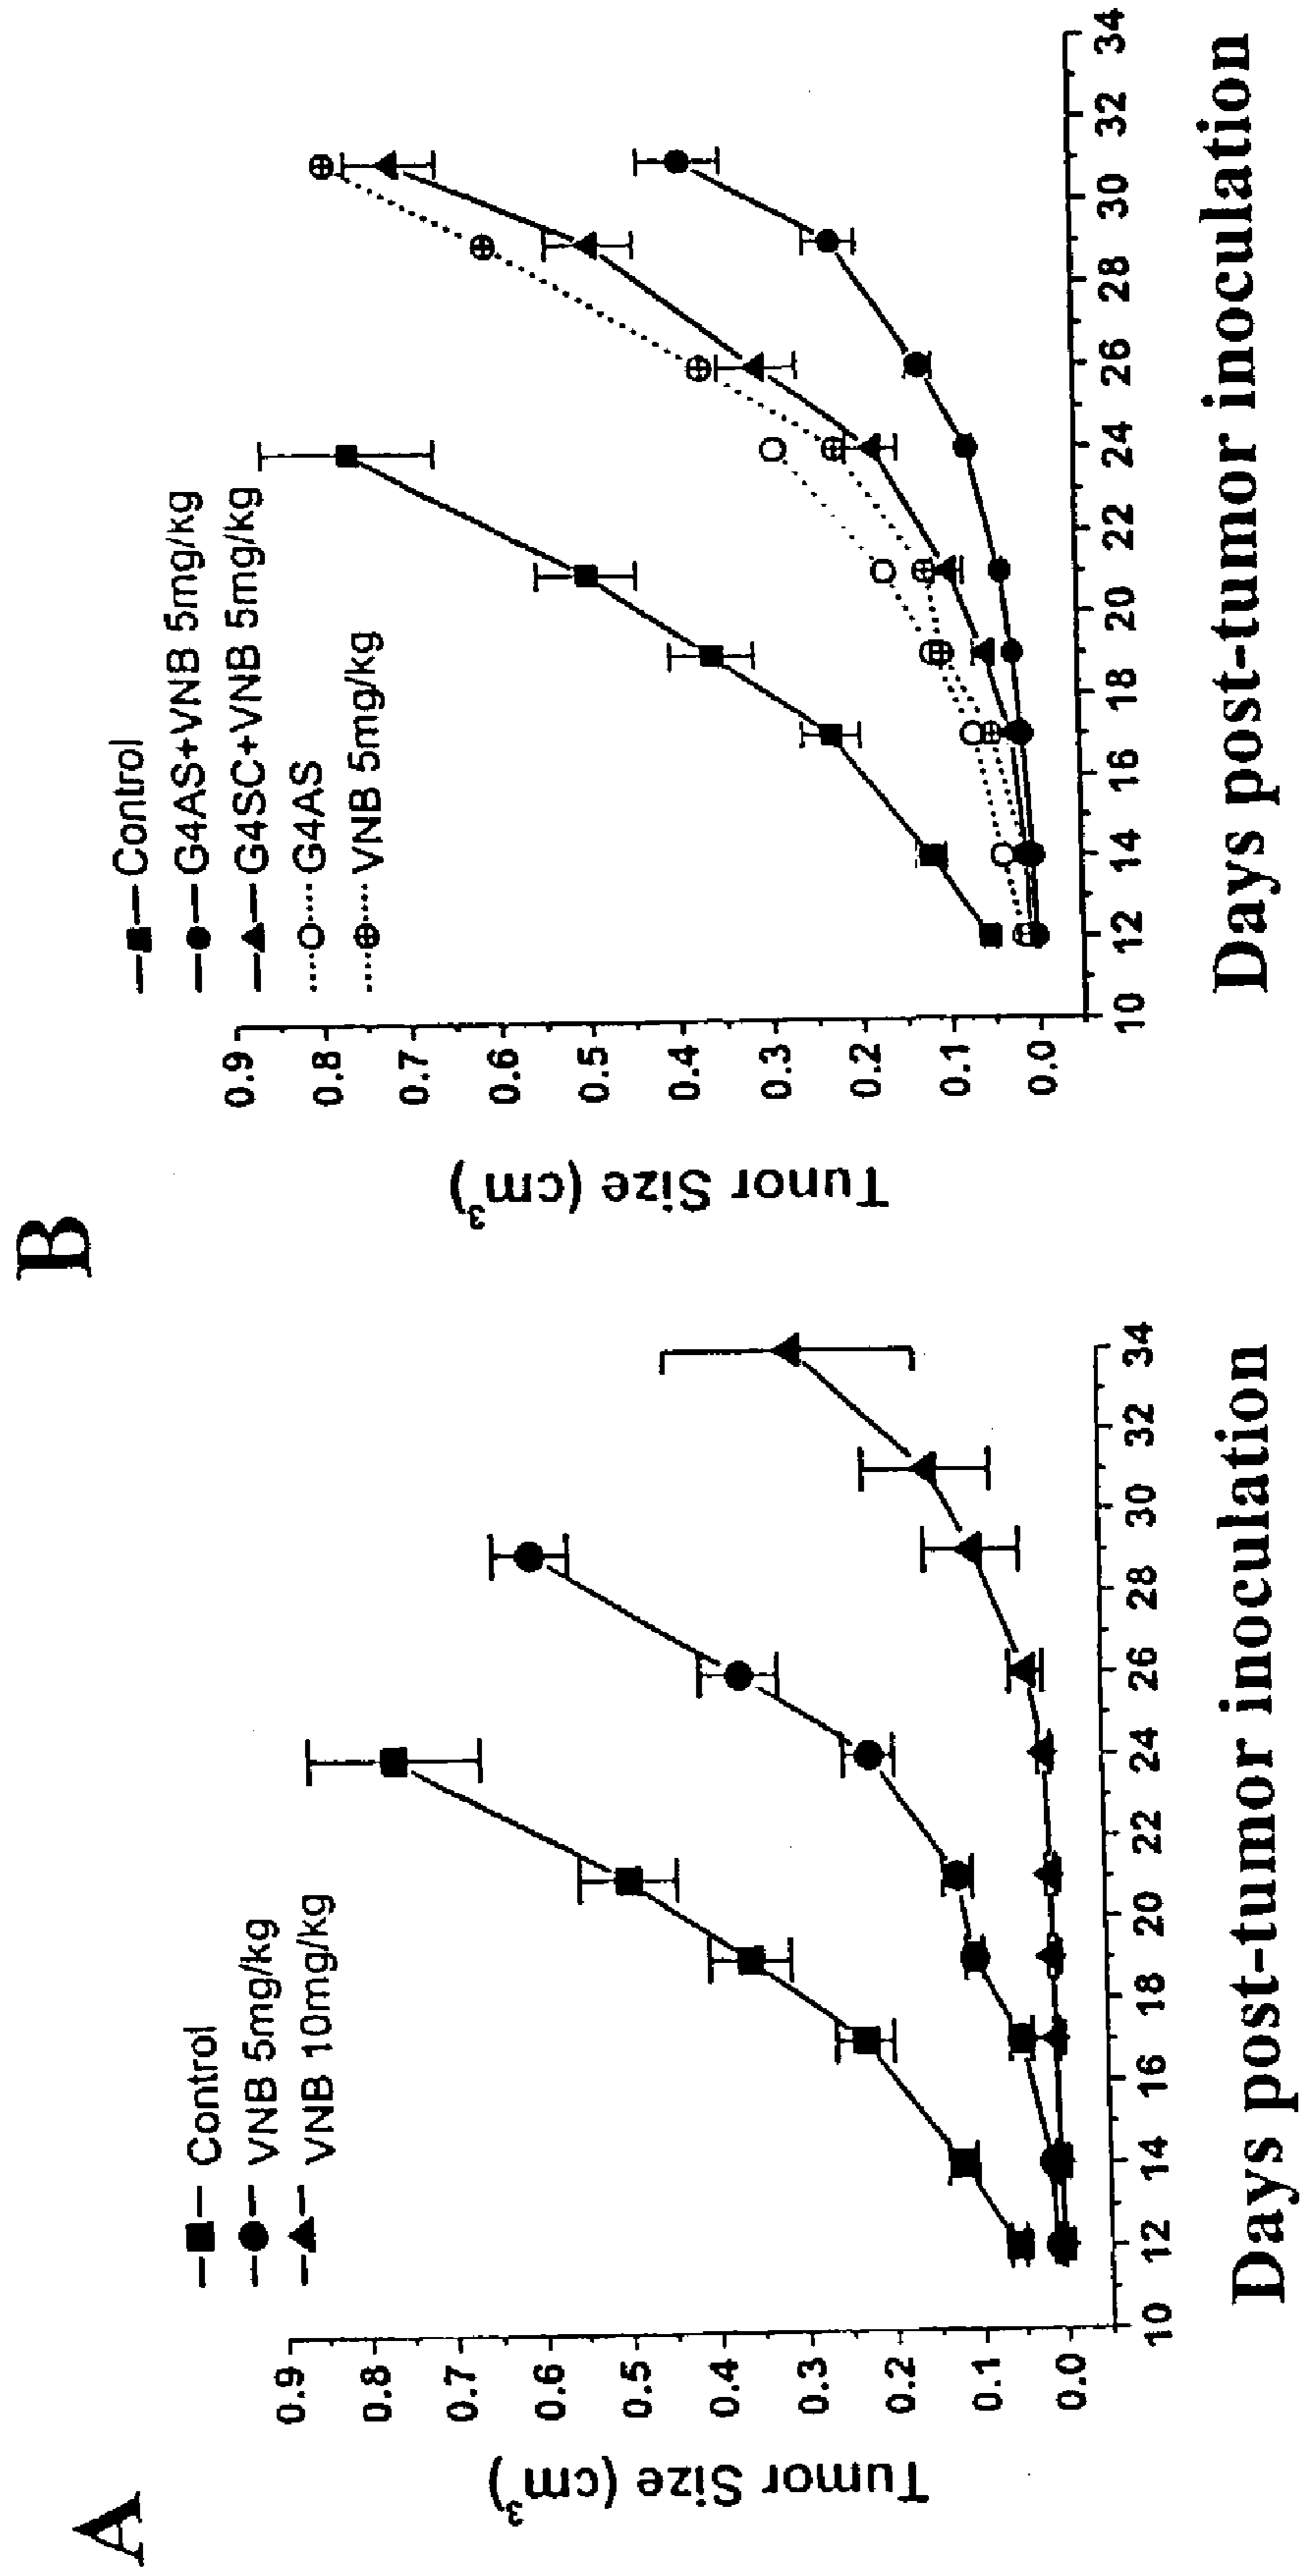 A
Control
VNB 5mg/kg
VNB 10mg/kg
Tumor Size (cm³)
0.9
0.8
0.7
0.6
0.5
0.4
0.3
0.2
0.1
0.0
10 12 14 16 18 20 22 24 26 28 30 32 34
Days post-tumor inoculation
B
Control
G4AS+VNB 5mg/kg
G4SC+VNB 5mg/kg
G4AS
VNB 5mg/kg
Tunor Size (cm³)
0.9
0.8
0.7
0.6
0.5
0.4
0.3
0.2
0.1
0.0
10 12 14 16 18 20 22 24 26 28 30 32 34
Days post-tumor inoculation